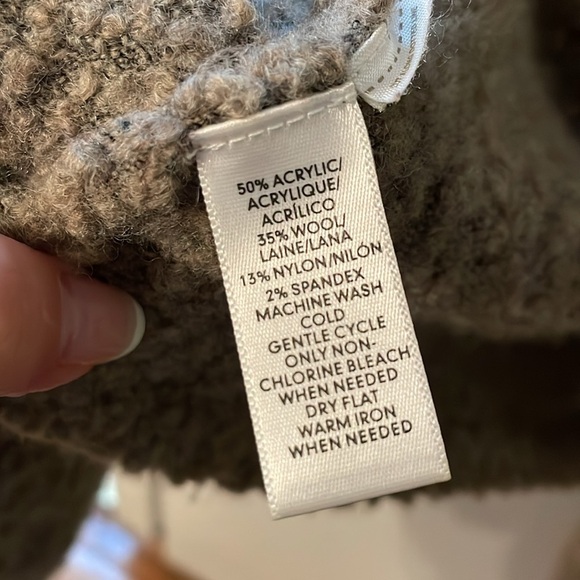 50% ACRYLIC/
ACRYLIQUE/
ACRÍLICO
35% WOOL/
LAINE/LANA
13% NYLON/NILÓN
2% SPANDEX
MACHINE WASH
COLD
GENTLE CYCLE
ONLY NON-
CHLORINE BLEACH
WHEN NEEDED
DRY FLAT
WARM IRON
WHEN NEEDED